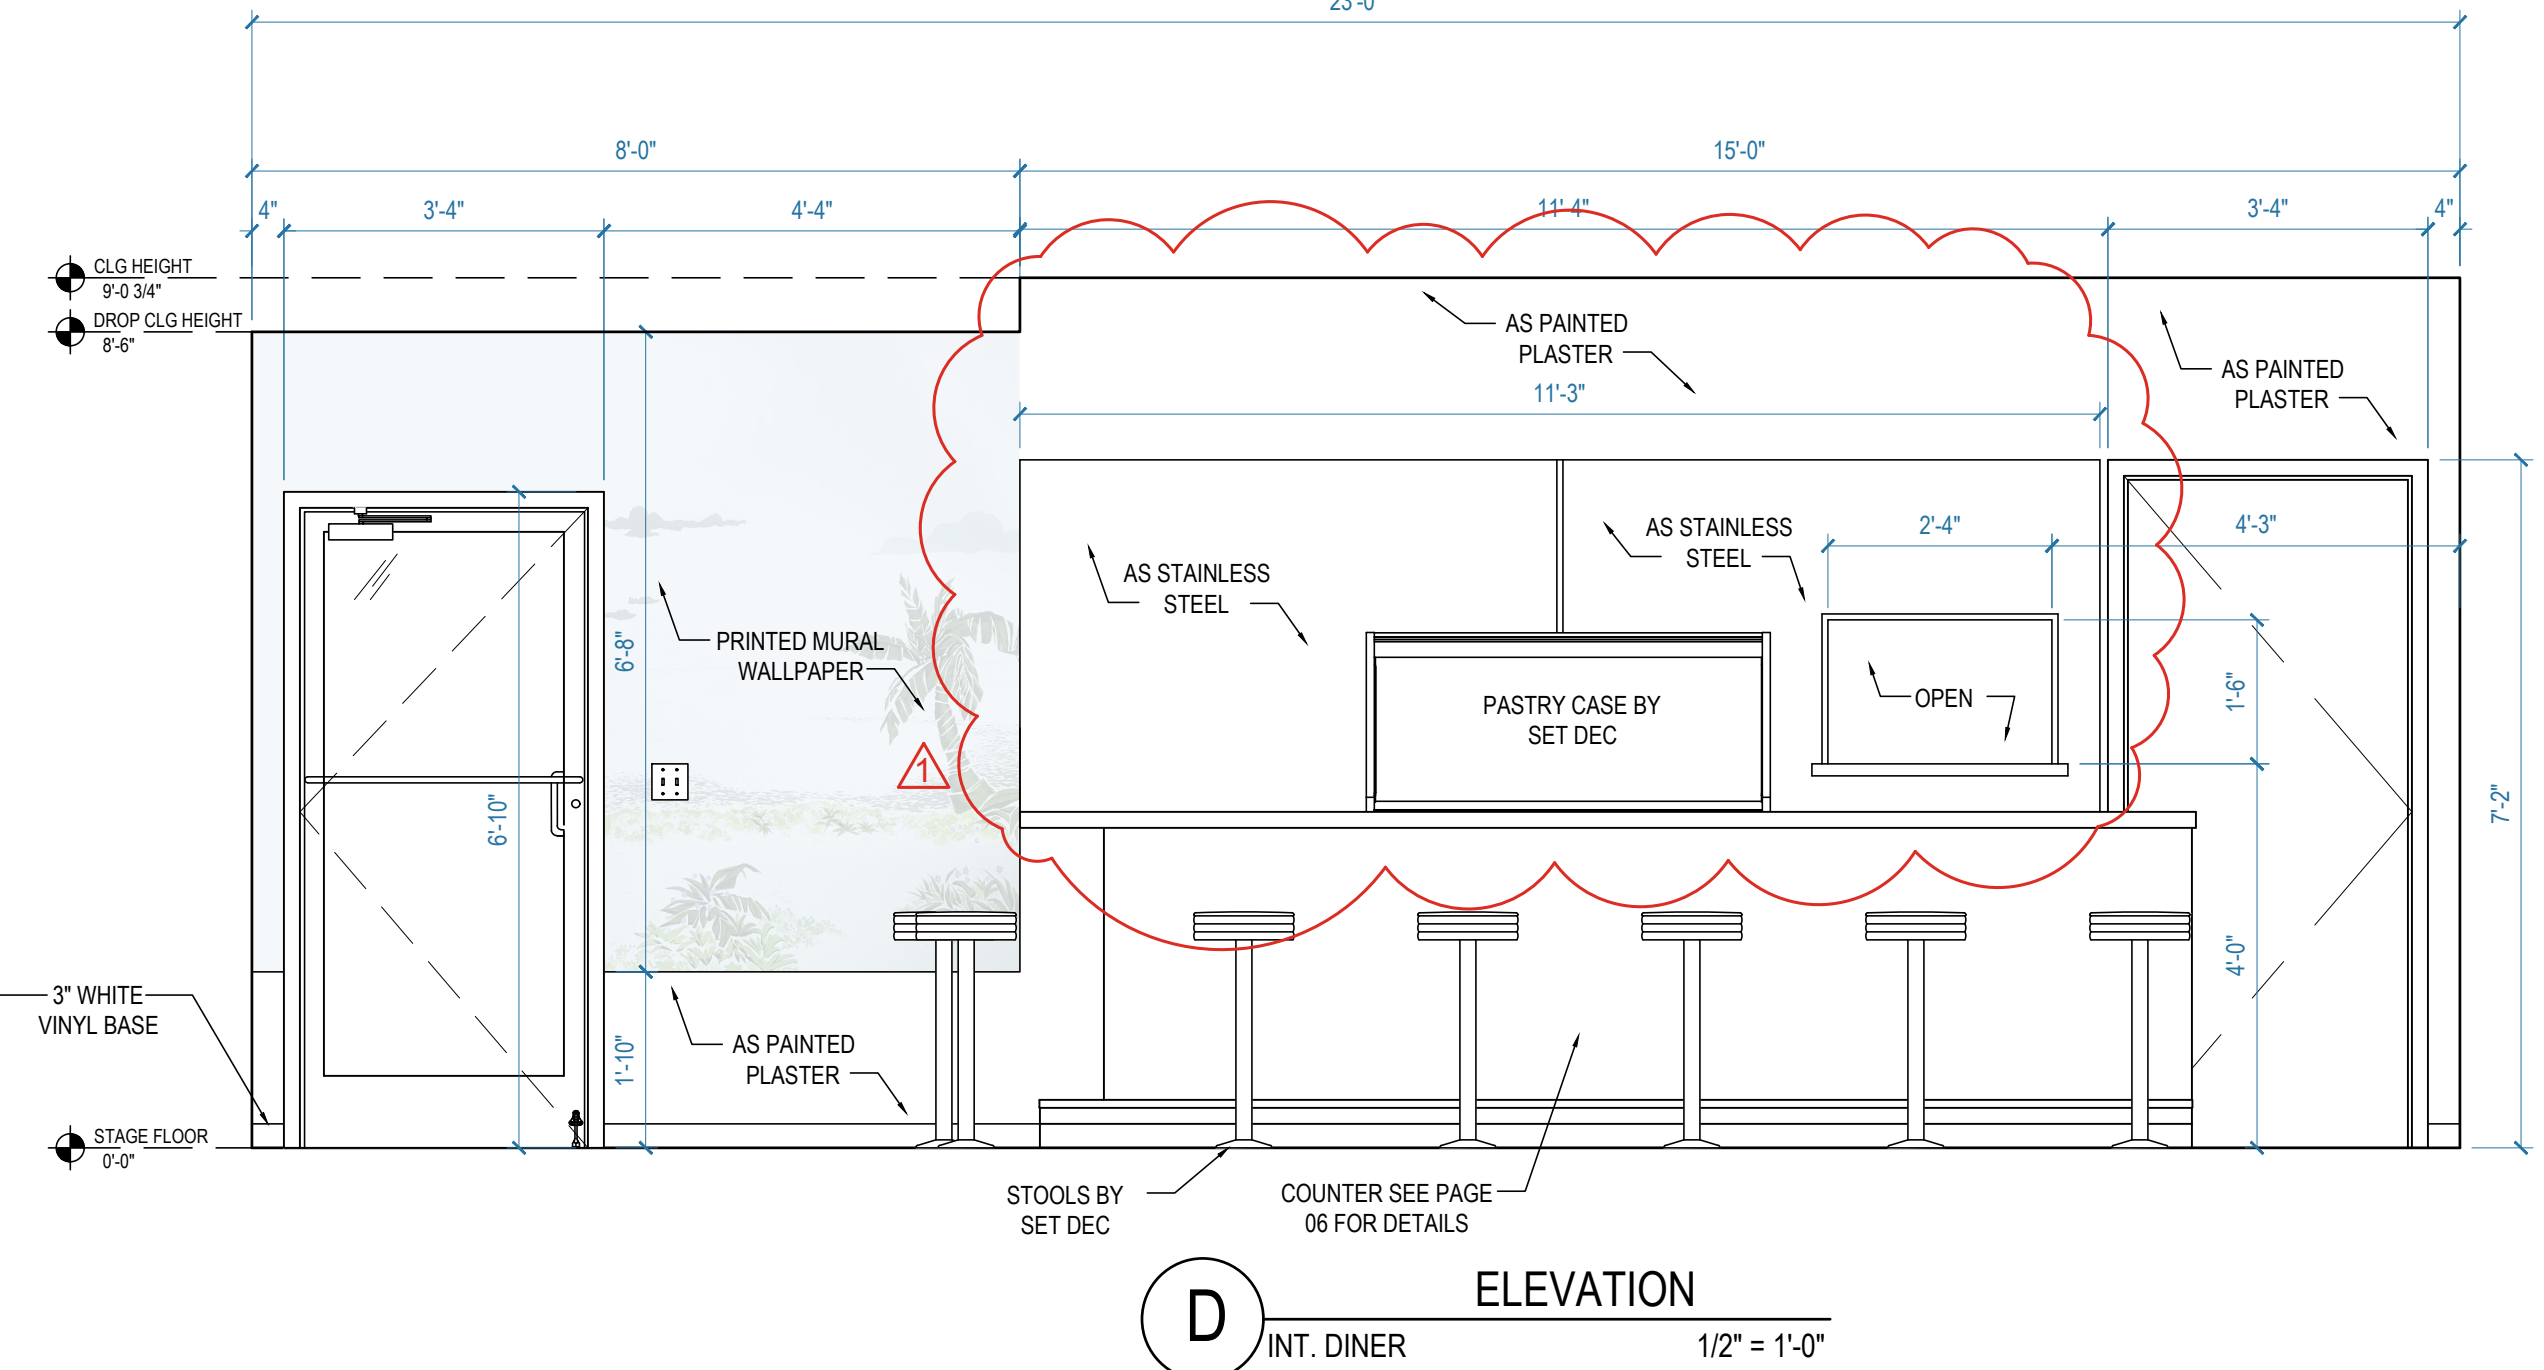 23'-0"
8'-0"
15'-0"
4"
3'-4"
4'-4"
11'-4"
3'-4"
4"
CLG HEIGHT
9'-0 3/4"
DROP CLG HEIGHT
8'-6"
AS PAINTED
PLASTER
AS PAINTED
PLASTER
11'-3"
AS STAINLESS
STEEL
2'-4"
4'-3"
AS STAINLESS
STEEL
6'-8"
PRINTED MURAL
WALLPAPER
PASTRY CASE BY
SET DEC
OPEN
1'-6"
1
6'-10"
7'-2"
4'-0"
3" WHITE
VINYL BASE
AS PAINTED
PLASTER
1'-10"
STAGE FLOOR
0'-0"
STOOLS BY
SET DEC
COUNTER SEE PAGE
06 FOR DETAILS
D
ELEVATION
INT. DINER
1/2" = 1'-0"